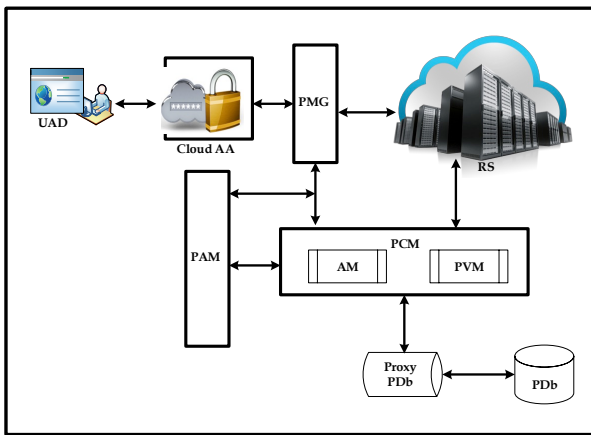 UAD
******
Cloud AA
PMG
RS
PAM
PCM
AM
PVM
Proxy
PDb
PDb